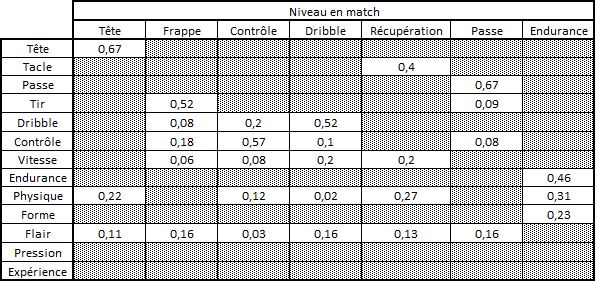 Niveau en match
Tête Frappe Contrôle Dribble Récupération Passe Endurance
Tête 0,67
Tacle 0,4
Passe 0,67
Tir 0,52 0,09
Dribble 0,08 0,2 0,52
Contrôle 0,18 0,57 0,1 0,08
Vitesse 0,06 0,08 0,2 0,2
Endurance 0,46
Physique 0,22 0,12 0,02 0,27 0,31
Forme 0,23
Flair 0,11 0,16 0,03 0,16 0,13 0,16
Pression
Expérience